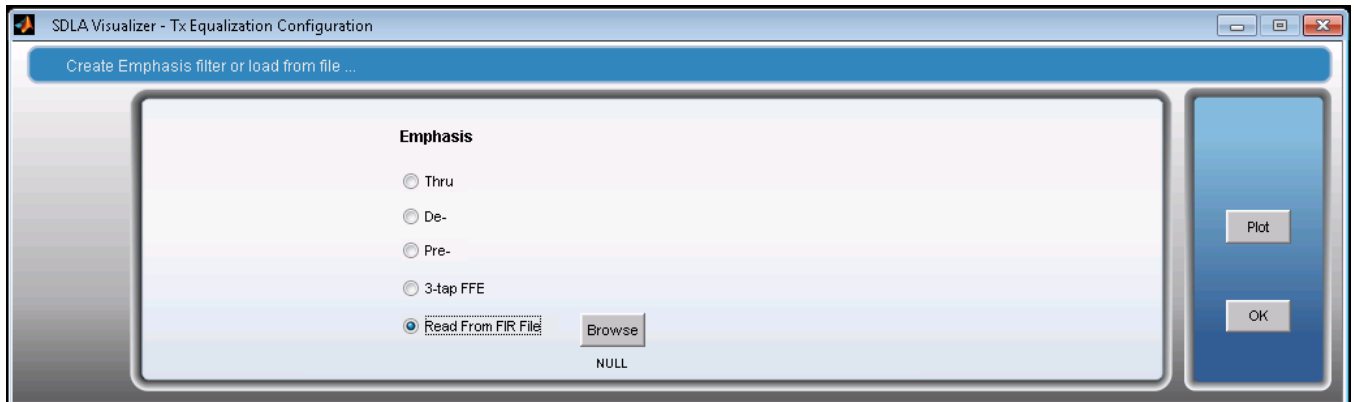 SDLA Visualizer - Tx Equalization Configuration
Create Emphasis filter or load from file ...
Emphasis
Thru
De-
Pre-
3-tap FFE
Read From FIR File
Browse
NULL
Plot
OK